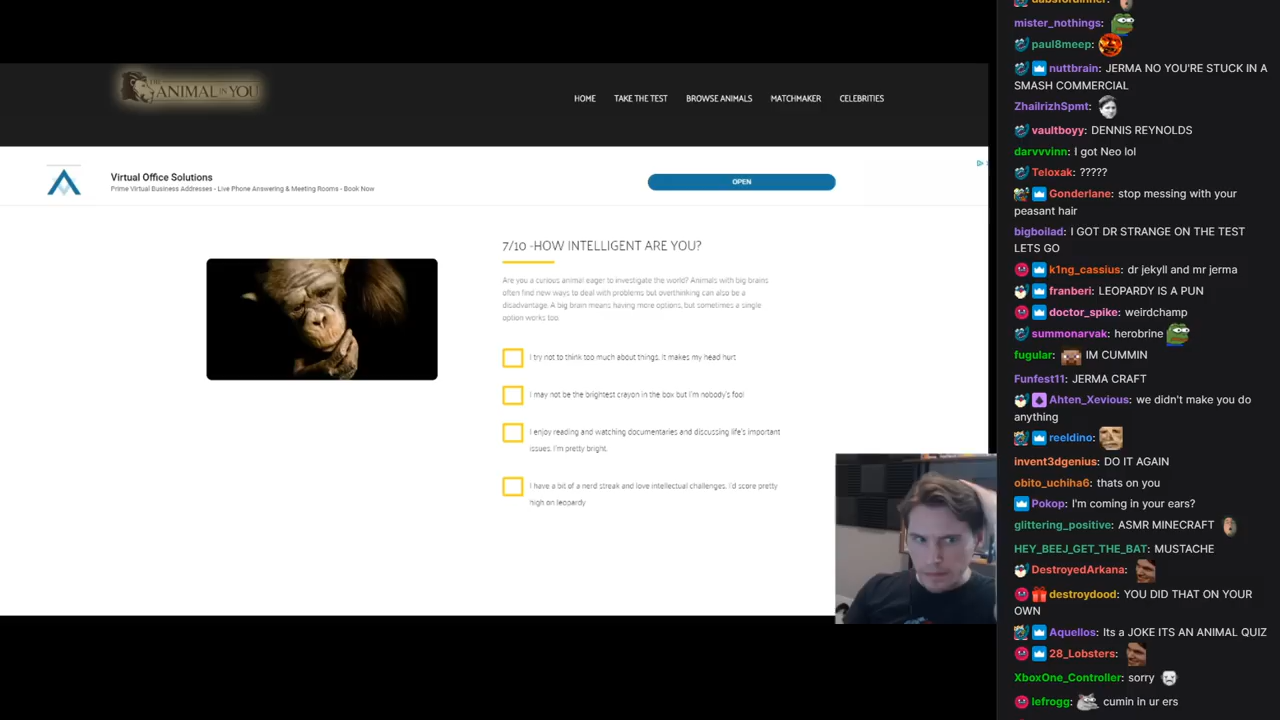 THE ANIMAL IN YOU
HOME TAKE THE TEST BROWSE ANIMALS MATCHMAKER CELEBRITIES
Virtual Office Solutions
Prime Virtual Business Addresses - Live Phone Answering & Meeting Rooms - Book Now
OPEN
7/10 -HOW INTELLIGENT ARE YOU?
Are you a curious animal eager to investigate the world? Animals with big brains
often find new ways to deal with problems but overthinking can also be a
disadvantage. A big brain means having more options, but sometimes a single
option works too.
I try not to think too much about things. It makes my head hurt
I may not be the brightest crayon in the box but I'm nobody's fool
I enjoy reading and watching documentaries and discussing life's important
issues. I'm pretty bright.
I have a bit of a nerd streak and love intellectual challenges. I'd score pretty
high on leopardy
mister_nothings:
paul8meep:
nuttbrain: JERMA NO YOU'RE STUCK IN A
SMASH COMMERCIAL
ZhailrizhSpmt:
vaultboyy: DENNIS REYNOLDS
darvvvinn: I got Neo lol
Teloxak: ?????
Gonderlane: stop messing with your
peasant hair
bigboilad: I GOT DR STRANGE ON THE TEST
LETS GO
k1ng_cassius: dr jekyll and mr jerma
franberi: LEOPARDY IS A PUN
doctor_spike: weirdchamp
summonarvak: herobrine
fugular: IM CUMMIN
Funfest11: JERMA CRAFT
Ahten_Xevious: we didn't make you do
anything
reeldino:
invent3dgenius: DO IT AGAIN
obito_uchiha6: thats on you
Pokop: I'm coming in your ears?
glittering_positive: ASMR MINECRAFT
HEY_BEEJ_GET_THE_BAT: MUSTACHE
DestroyedArkana:
destroydood: YOU DID THAT ON YOUR
OWN
Aquellos: Its a JOKE ITS AN ANIMAL QUIZ
28_Lobsters:
XboxOne_Controller: sorry
lefrogg: cumin in ur ers